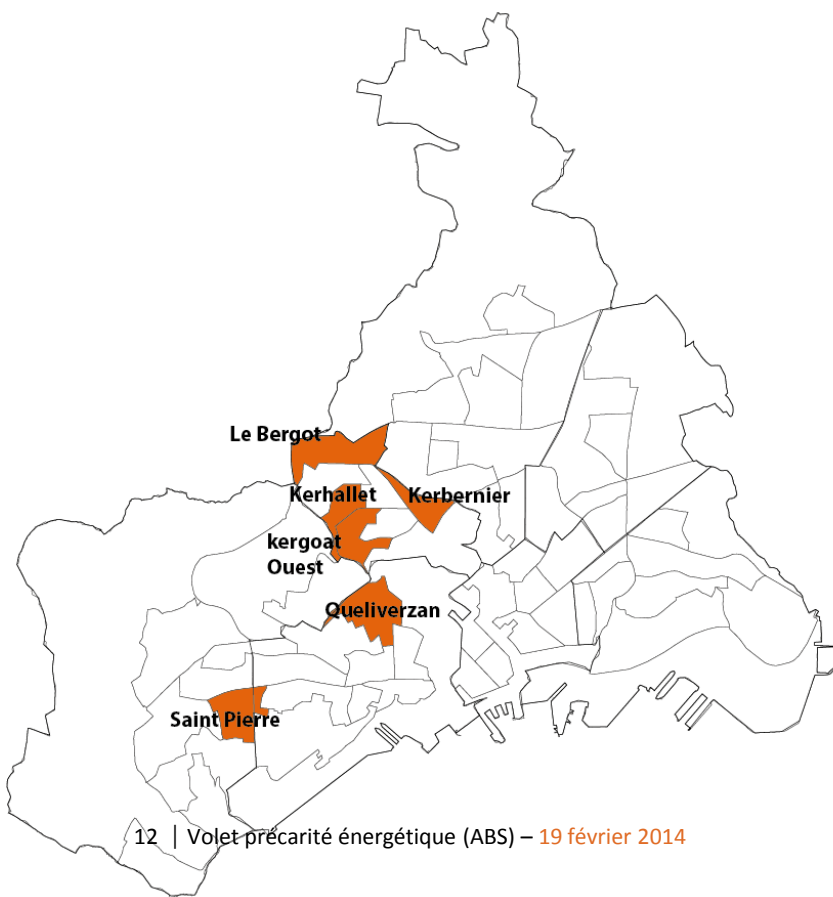 Le Bergot
Kerhallet
Kerbernier
kergoat
Ouest
Queliverzan
Saint Pierre
12 | Volet précarité énergétique (ABS) – 19 février 2014